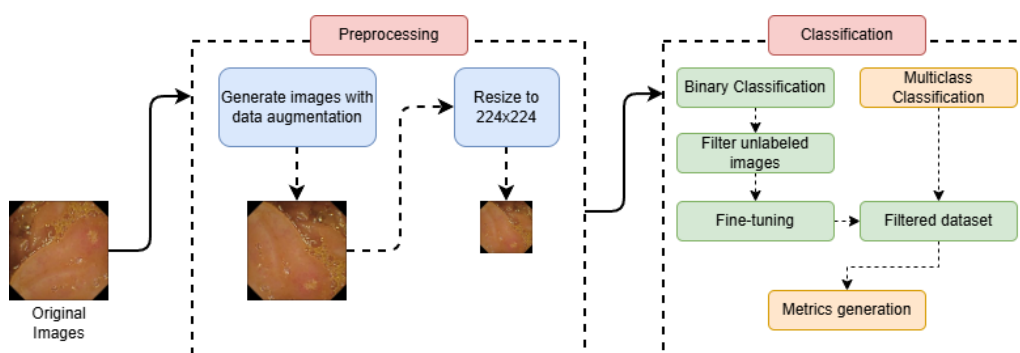 Preprocessing
Classification
Generate images with
data augmentation
Resize to
224x224
Binary Classification
Multiclass
Classification
Filter unlabeled
images
Fine-tuning
Filtered dataset
Metrics generation
Original
Images